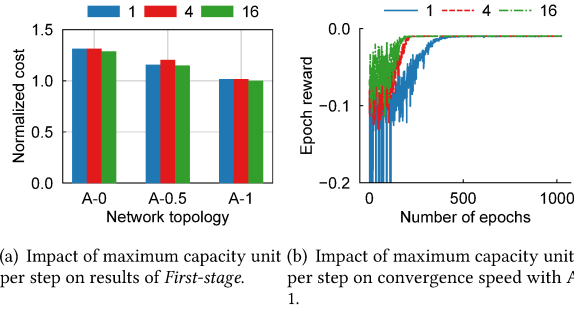 1 4 16
Normalized cost
1.5
1.0
0.5
0.0
A-0 A-0.5 A-1
Network topology
1 4 16
Epoch reward
−0.0
−0.1
−0.2
0 500 1000
Number of epochs
(a) Impact of maximum capacity unit
per step on results of First-stage.
(b) Impact of maximum capacity unit
per step on convergence speed with A
1.